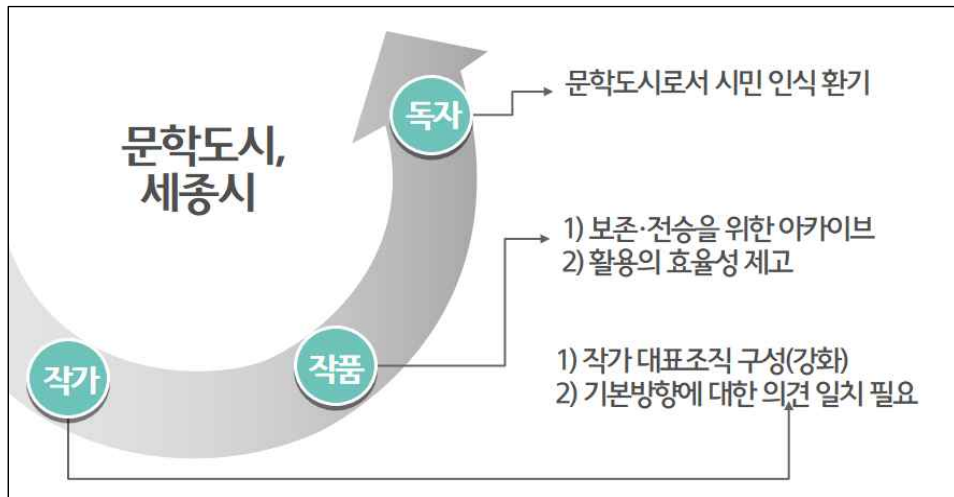 문학도시,
세종시
독자
문학도시로서 시민 인식 환기
작품
1) 보존·전승을 위한 아카이브
2) 활용의 효율성 제고
작가
1) 작가 대표조직 구성(강화)
2) 기본방향에 대한 의견 일치 필요